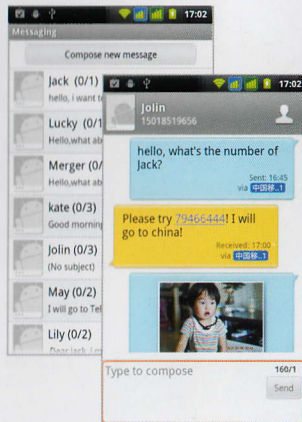 17:02
Messaging
Compose new message
Jack (0/1)
hello, i want t
Lucky (0/1
Hello,what ab
Merger (0/
Hello,what ab
kate (0/3)
Good morning
Jolin (0/3)
(No subject)
May (0/2)
I will go to Tel
Lily (0/2)
Dear jack, i
17:02
Jolin
15018519656
hello, what's the number of
Jack?
Sent: 16:45
via 中国移..1
Please try 79466444! I will
go to china!
Received: 17:00
via 中国移..1
Type to compose
160/1
Send